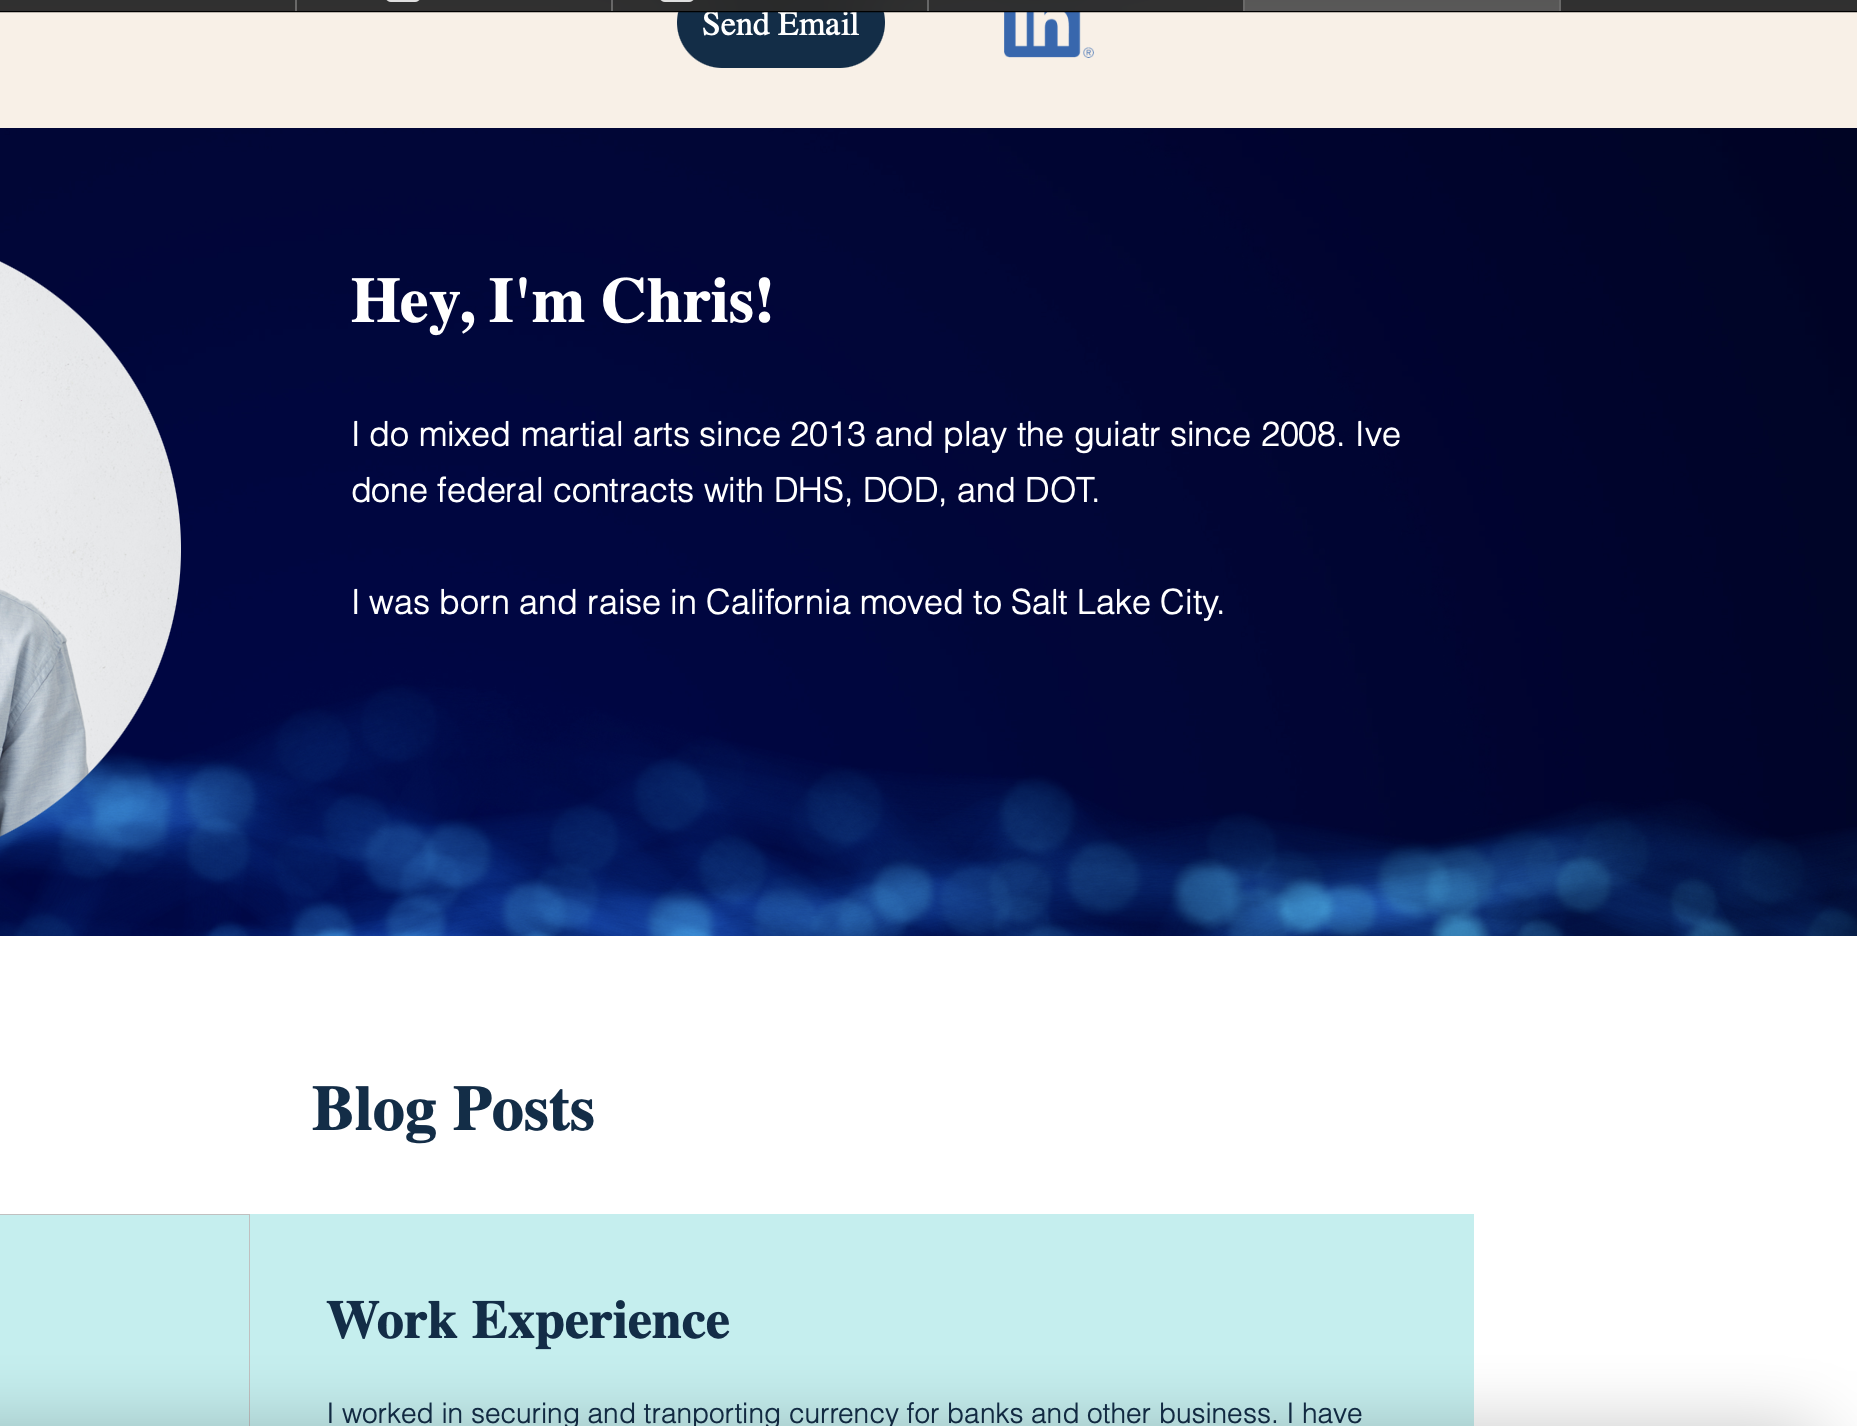 Send Email
in
®
Hey, I'm Chris!
I do mixed martial arts since 2013 and play the guiatr since 2008. Ive
done federal contracts with DHS, DOD, and DOT.
I was born and raise in California moved to Salt Lake City.
Blog Posts
Work Experience
I worked in securing and tranporting currency for banks and other business. I have